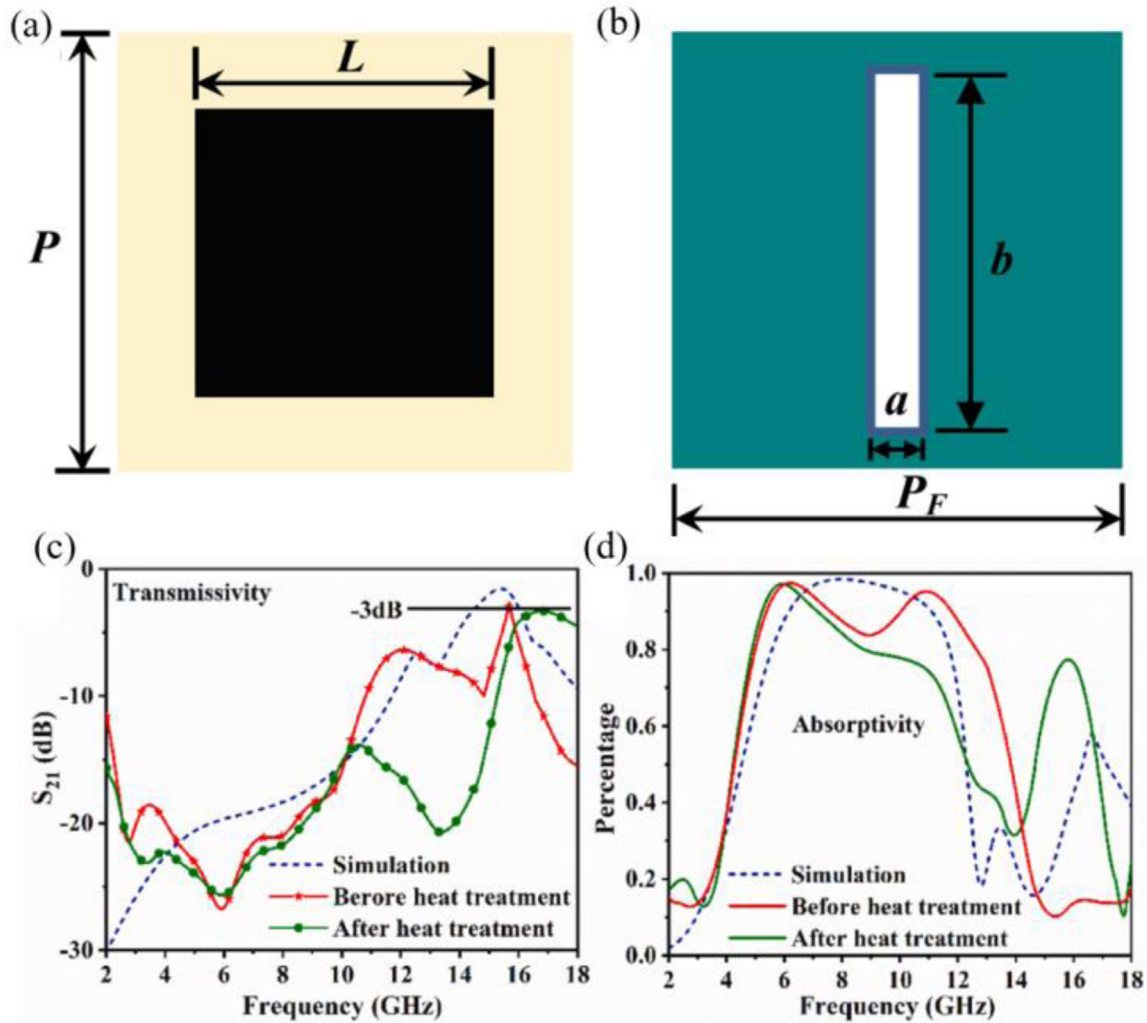 (a)
L
P
(b)
b
a
P_F
(c)
Transmissivity
-3dB
0
-10
-20
-30
S21 (dB)
Simulation
Berore heat treatment
After heat treatment
2 4 6 8 10 12 14 16 18
Frequency (GHz)
(d)
1.0
0.8
0.6
0.4
0.2
0.0
Percentage
Absorptivity
Simulation
Before heat treatment
After heat treatment
2 4 6 8 10 12 14 16 18
Frequency (GHz)